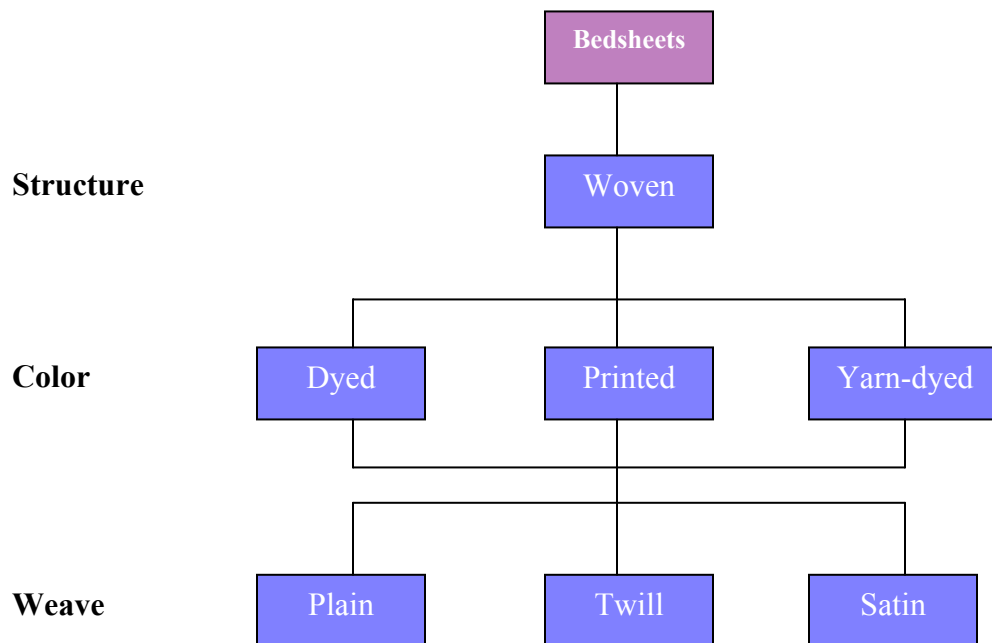 Bedsheets
Structure
Woven
Color
Dyed
Printed
Yarn-dyed
Weave
Plain
Twill
Satin